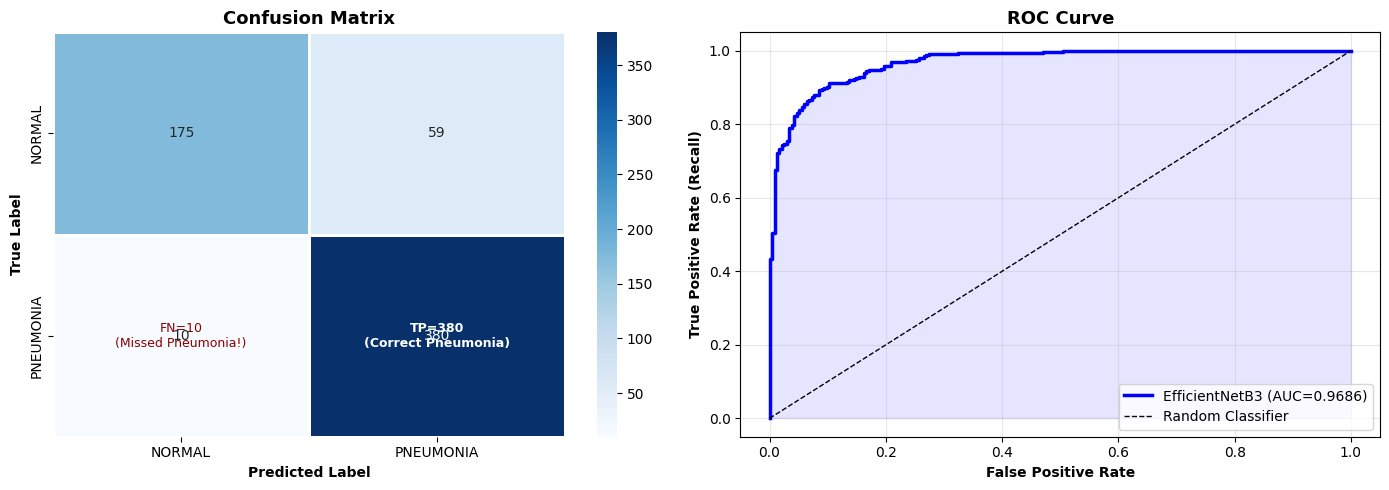 Confusion Matrix
NORMAL
PNEUMONIA
True Label
175
59
10
FN=10
(Missed Pneumonia!)
380
TP=380
(Correct Pneumonia)
NORMAL
PNEUMONIA
Predicted Label
350
300
250
200
150
100
50
ROC Curve
True Positive Rate (Recall)
1.0
0.8
0.6
0.4
0.2
0.0
EfficientNetB3 (AUC=0.9686)
Random Classifier
0.0
0.2
0.4
0.6
0.8
1.0
False Positive Rate